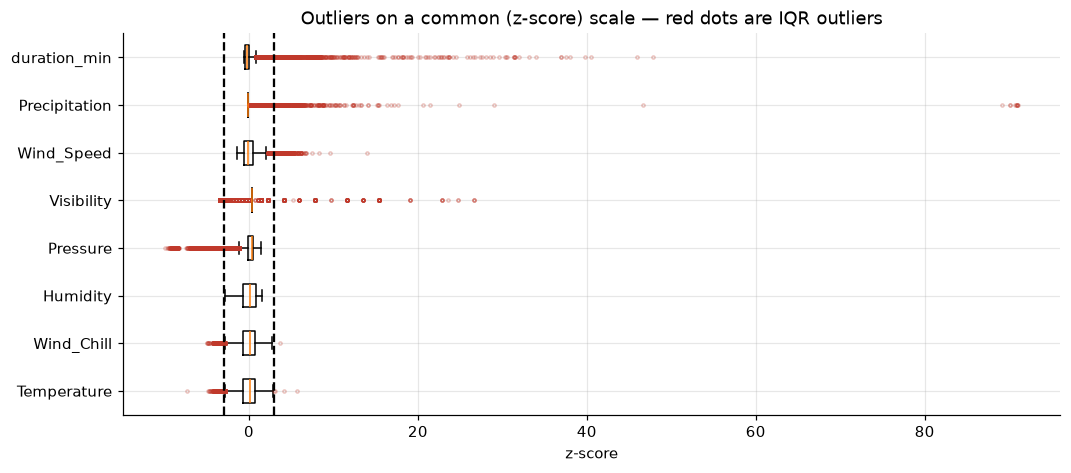 Outliers on a common (z-score) scale — red dots are IQR outliers
duration_min
Precipitation
Wind_Speed
Visibility
Pressure
Humidity
Wind_Chill
Temperature
0 20 40 60 80
z-score